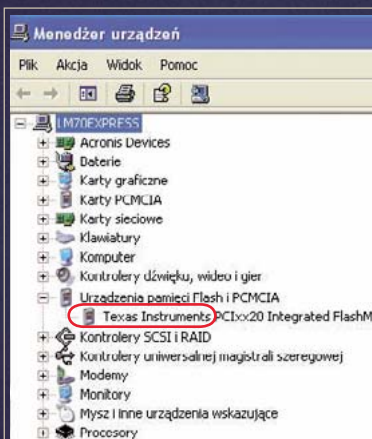 Menedżer urządzeń
Plik Akcja Widok Pomoc
LM70EXPRESS
Acronis Devices
Baterie
Karty graficzne
Karty PCMCIA
Karty sieciowe
Klawiatury
Komputer
Kontrolery dźwięku, wideo i gier
Urządzenia pamięci Flash i PCMCIA
Texas Instruments PCIxx20 Integrated FlashM
Kontrolery SCSI i RAID
Kontrolery uniwersalnej magistrali szeregowej
Modemy
Monitory
Mysz i inne urządzenia wskazujące
Procesory